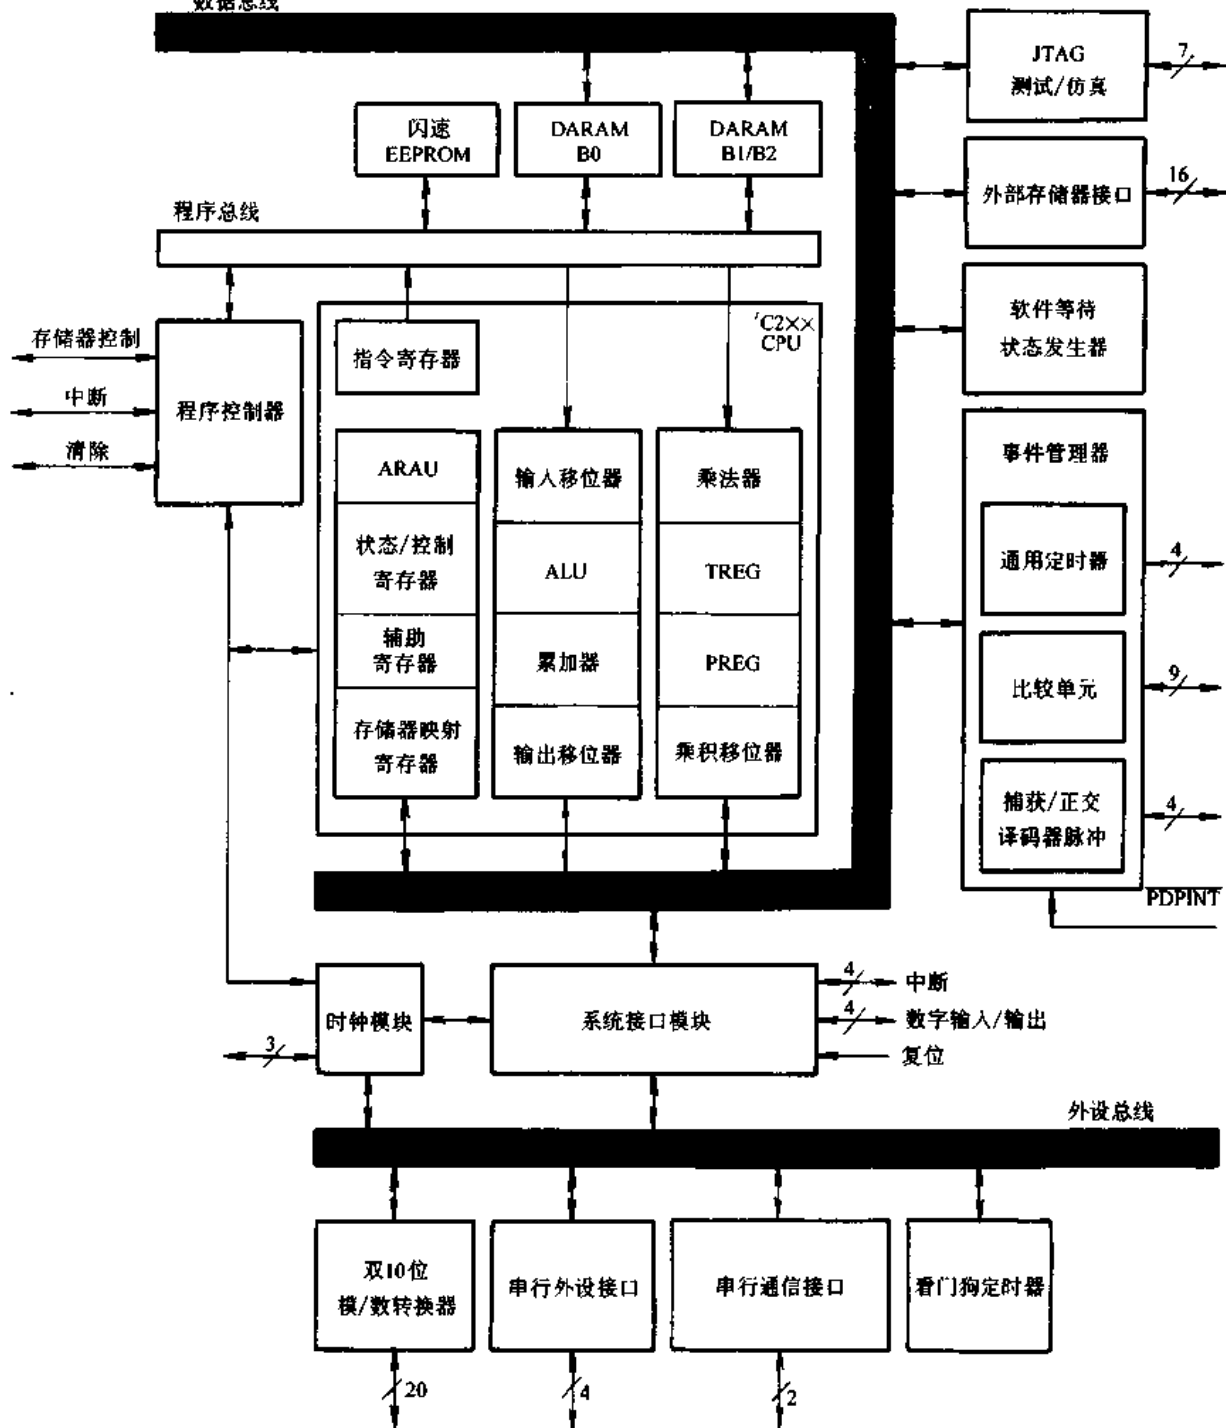 数据总线
JTAG
测试/仿真
7
闪速
EEPROM
DARAM
B0
DARAM
B1/B2
外部存储器接口
16
程序总线
'C2××
CPU
软件等待
状态发生器
存储器控制
中断
清除
程序控制器
指令寄存器
事件管理器
ARAU
状态/控制
寄存器
辅助
寄存器
存储器映射
寄存器
输入移位器
ALU
累加器
输出移位器
乘法器
TREG
PREG
乘积移位器
通用定时器
4
比较单元
9
捕获/正交
译码器脉冲
4
PDPINT
时钟模块
3
系统接口模块
4
中断
4
数字输入/输出
复位
外设总线
双10位
模/数转换器
串行外设接口
串行通信接口
看门狗定时器
20
4
2